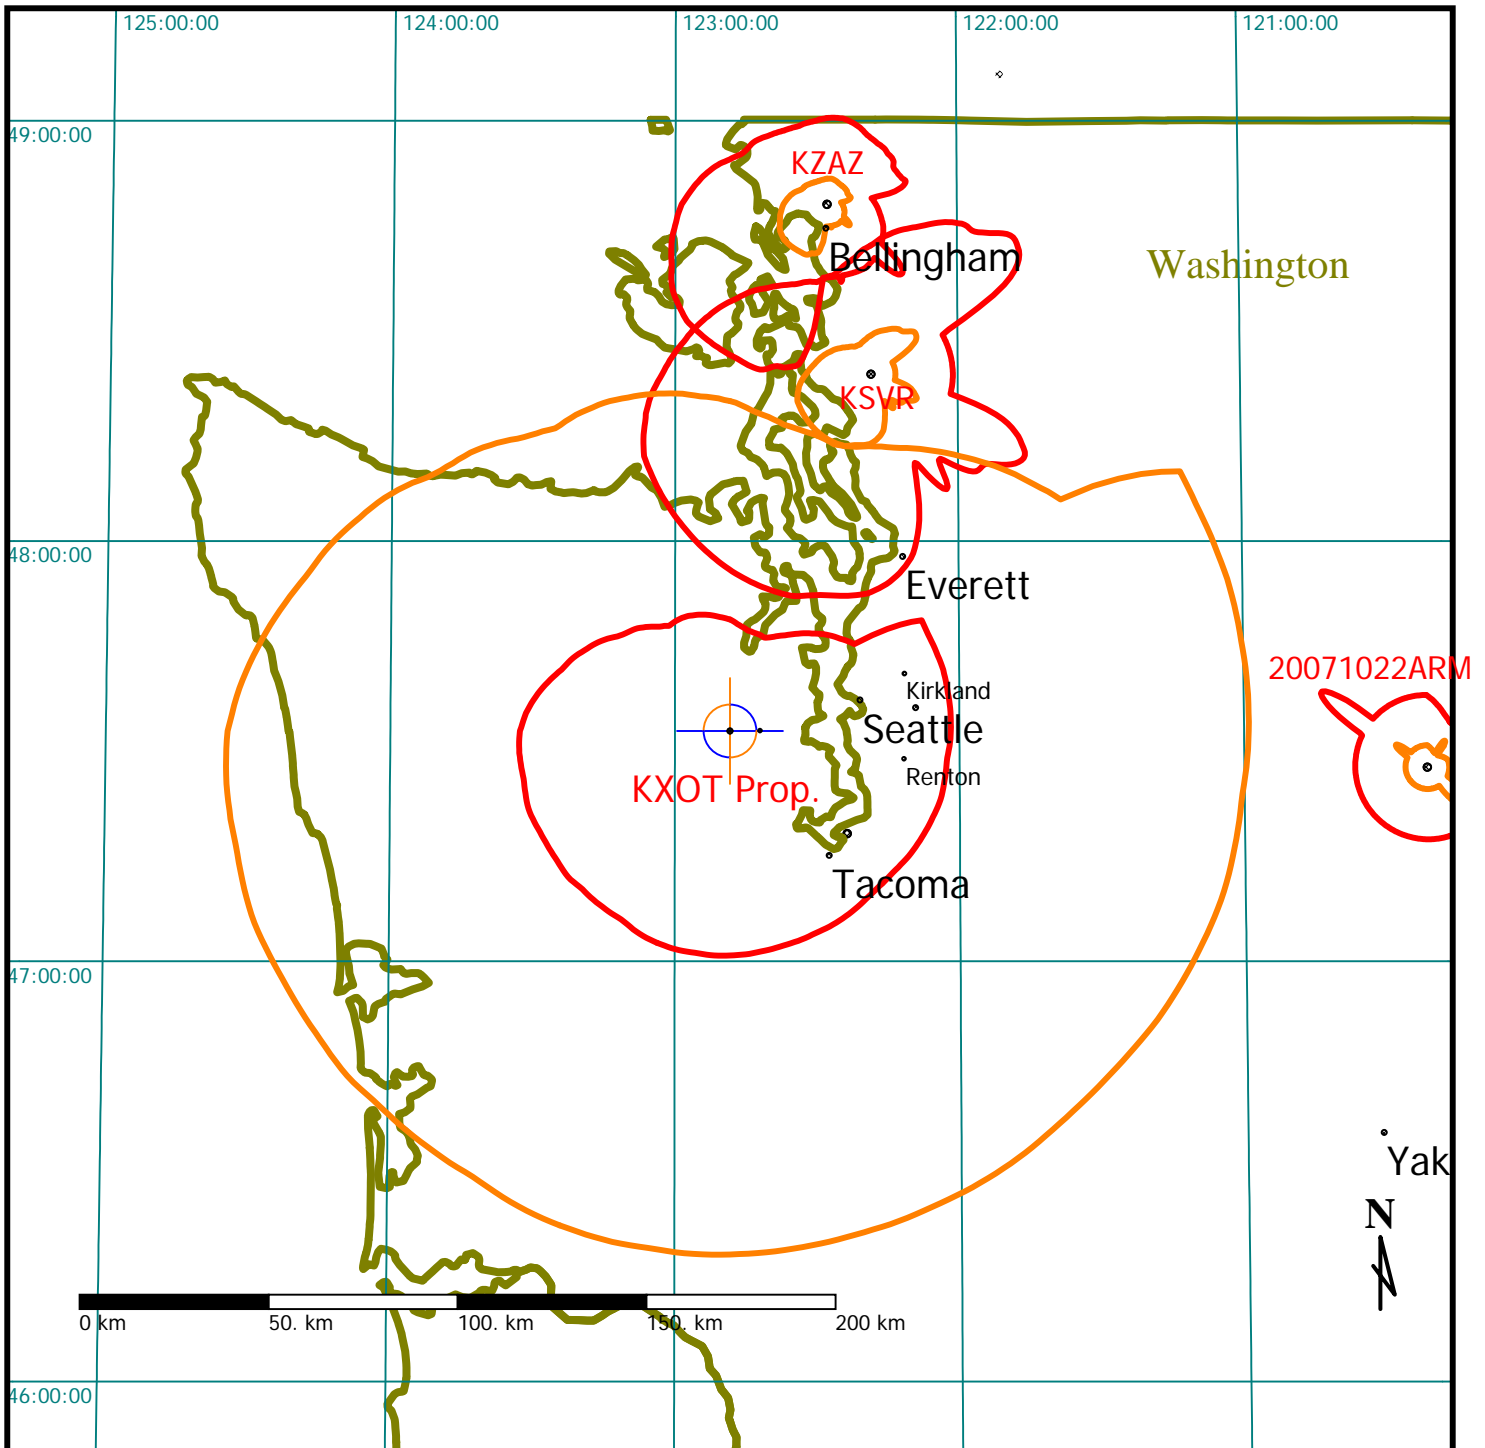 125:00:00 124:00:00 123:00:00 122:00:00 121:00:00
49:00:00
KZAZ
Bellingham
Washington
KSVR
48:00:00
Everett
20071022ARM
Kirkland
Seattle
Renton
KXOT Prop.
Tacoma
47:00:00
Yak
N
0 km 50. km 100. km 150. km 200 km
46:00:00